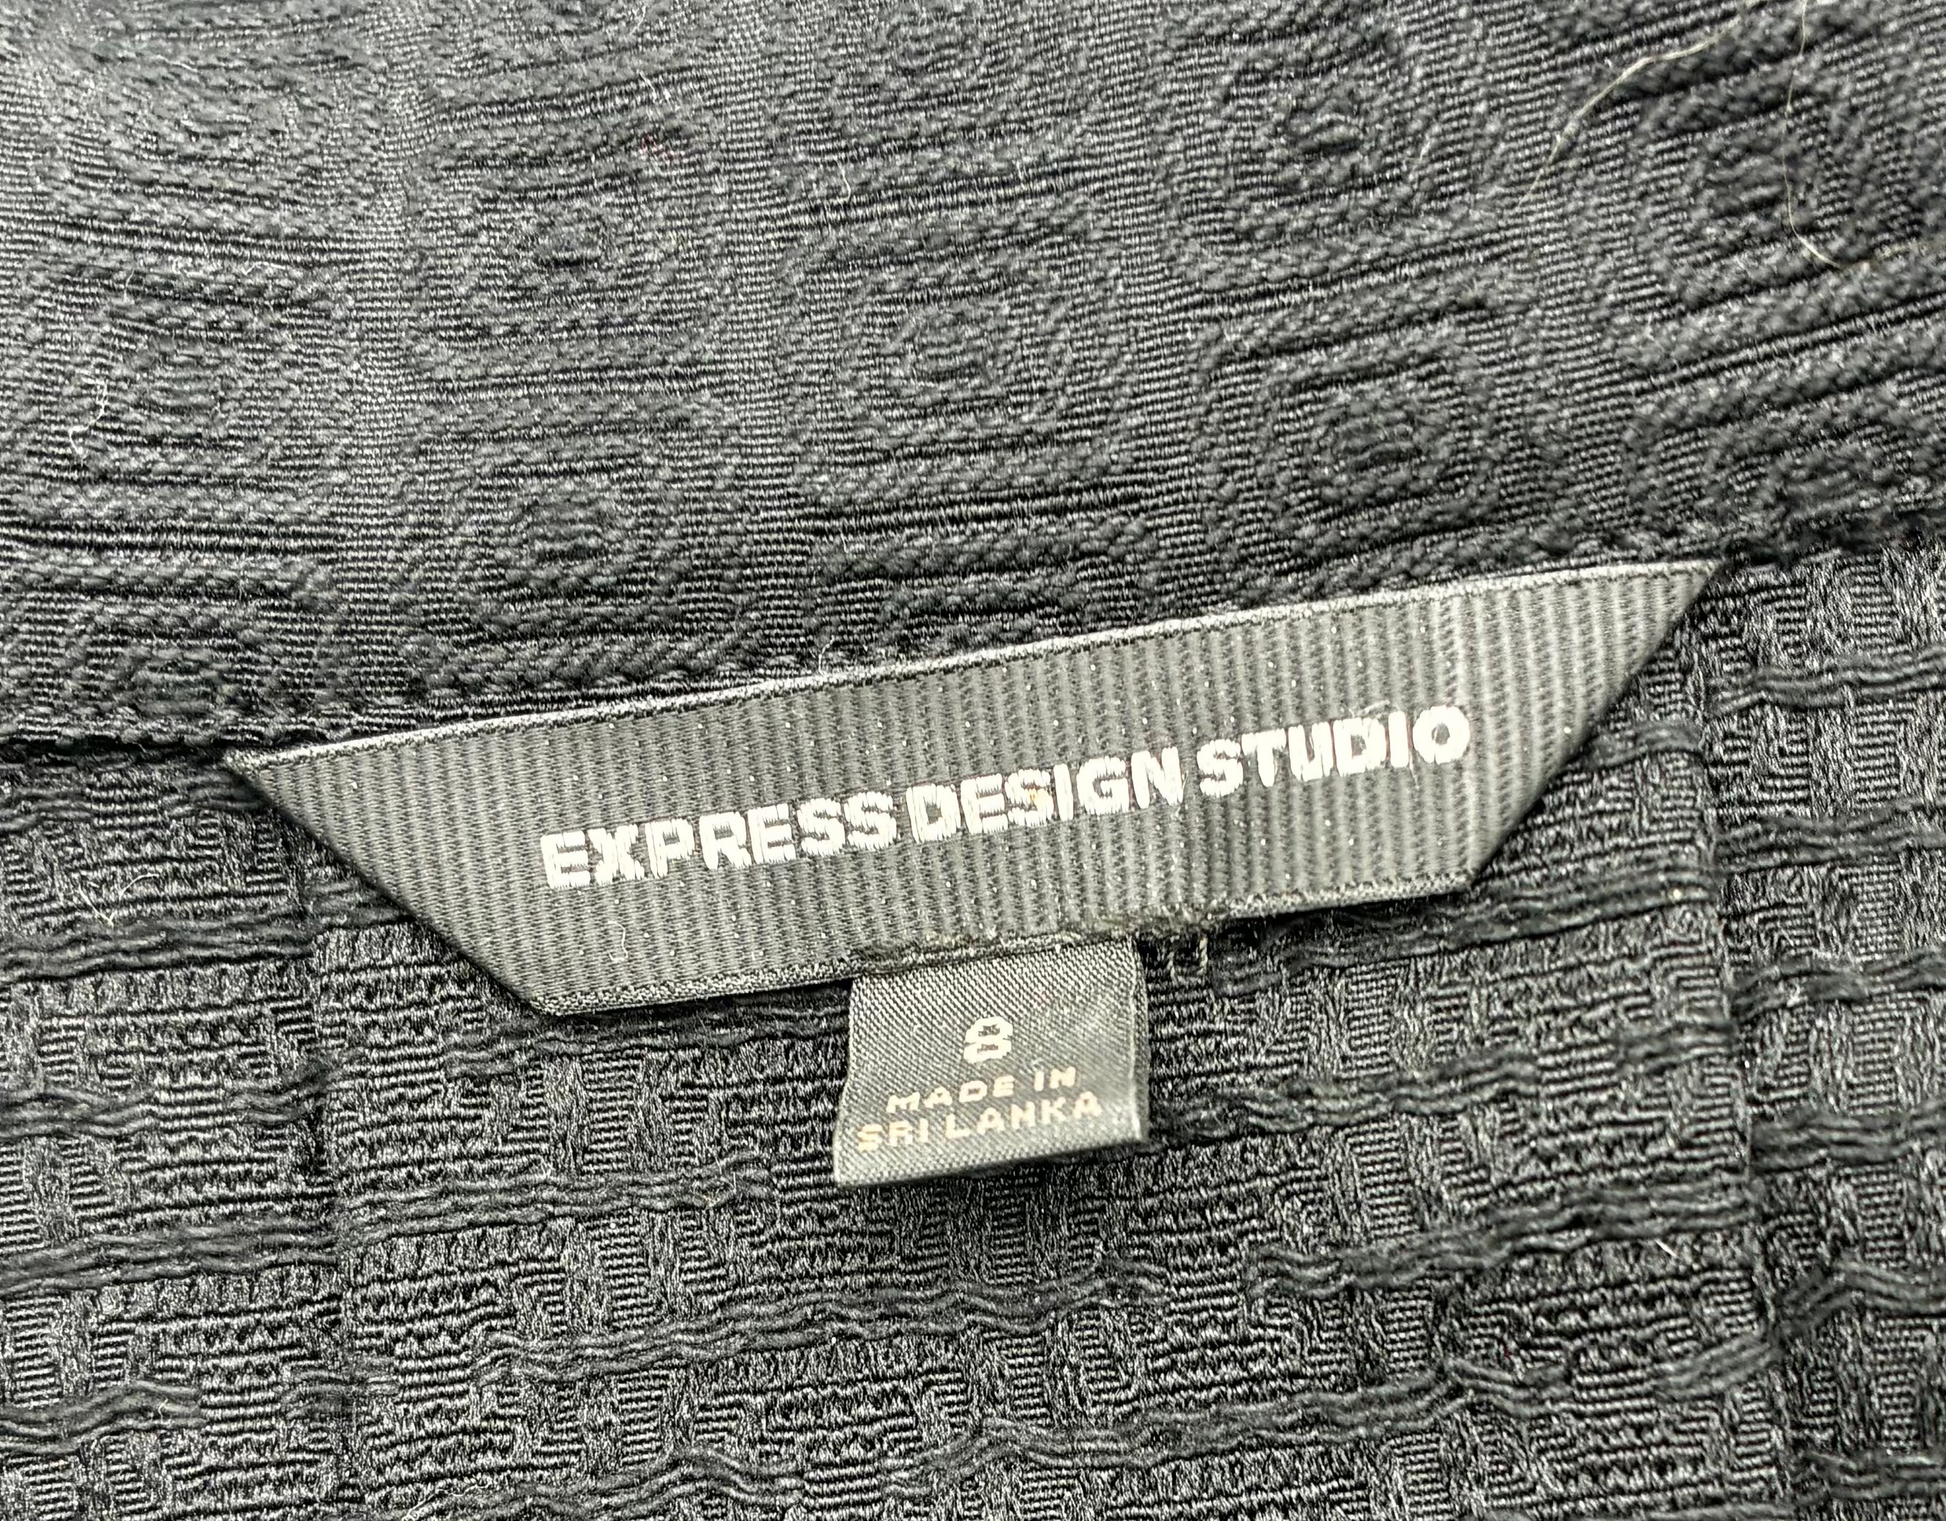 EXPRESS DESIGN STUDIO
8
MADE IN
SRI LANKA